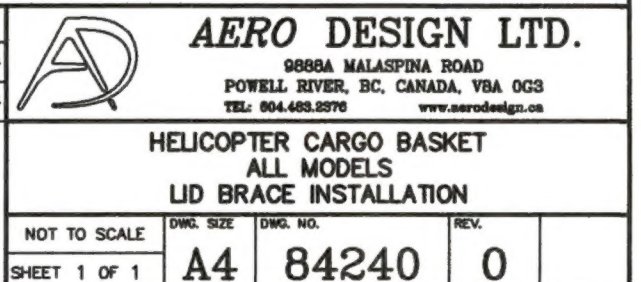 AERO DESIGN LTD.
9888A MALASPINA ROAD
POWELL RIVER, BC, CANADA, V8A 0G3
TEL: 604.483.2376 www.aerodesign.ca
HELICOPTER CARGO BASKET
ALL MODELS
LID BRACE INSTALLATION
NOT TO SCALE
SHEET 1 OF 1
DWG. SIZE
A4
DWG. NO.
84240
REV.
0